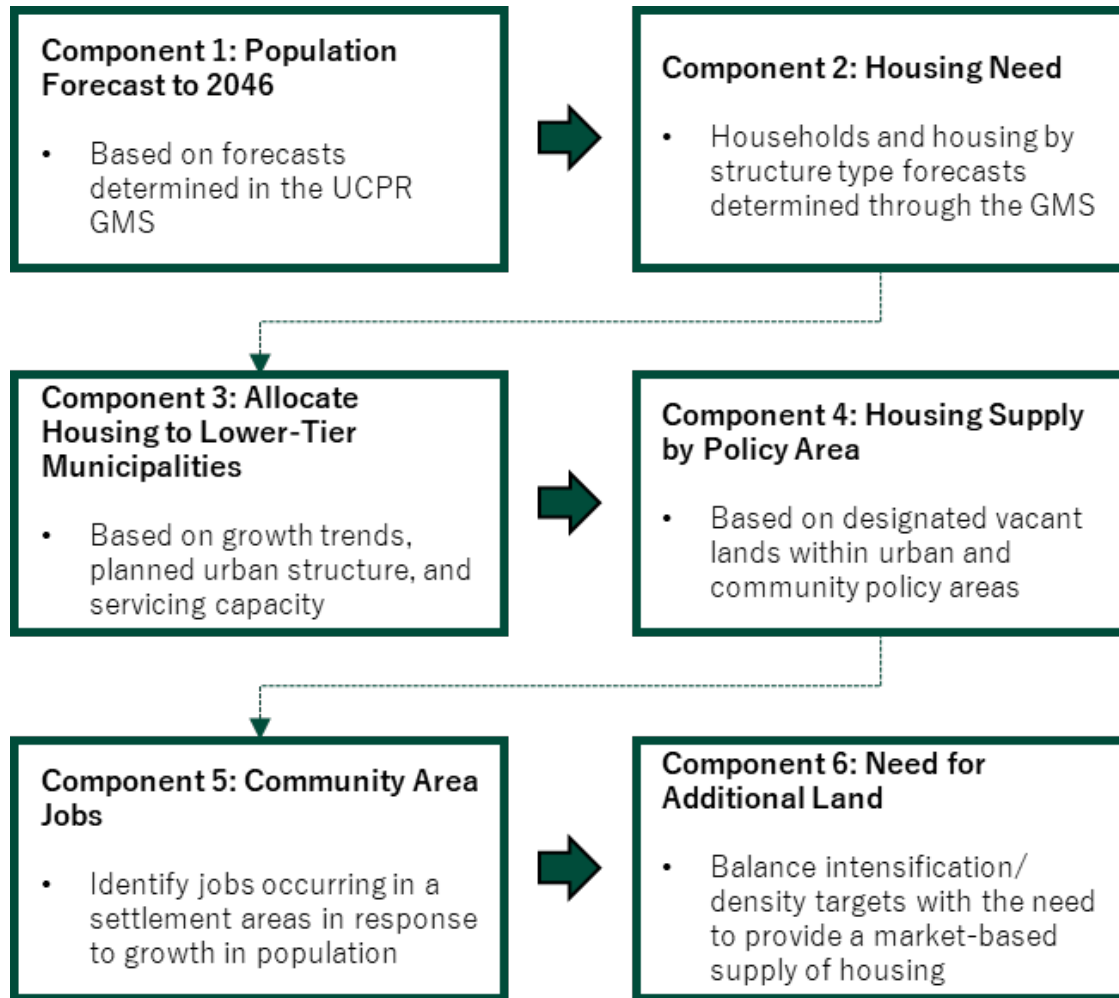 Component 1: Population
Forecast to 2046
• Based on forecasts
determined in the UCPR
GMS
Component 2: Housing Need
• Households and housing by
structure type forecasts
determined through the GMS
Component 3: Allocate
Housing to Lower-Tier
Municipalities
• Based on growth trends,
planned urban structure, and
servicing capacity
Component 4: Housing Supply
by Policy Area
• Based on designated vacant
lands within urban and
community policy areas
Component 5: Community Area
Jobs
• Identify jobs occurring in a
settlement areas in response
to growth in population
Component 6: Need for
Additional Land
• Balance intensification/
density targets with the need
to provide a market-based
supply of housing